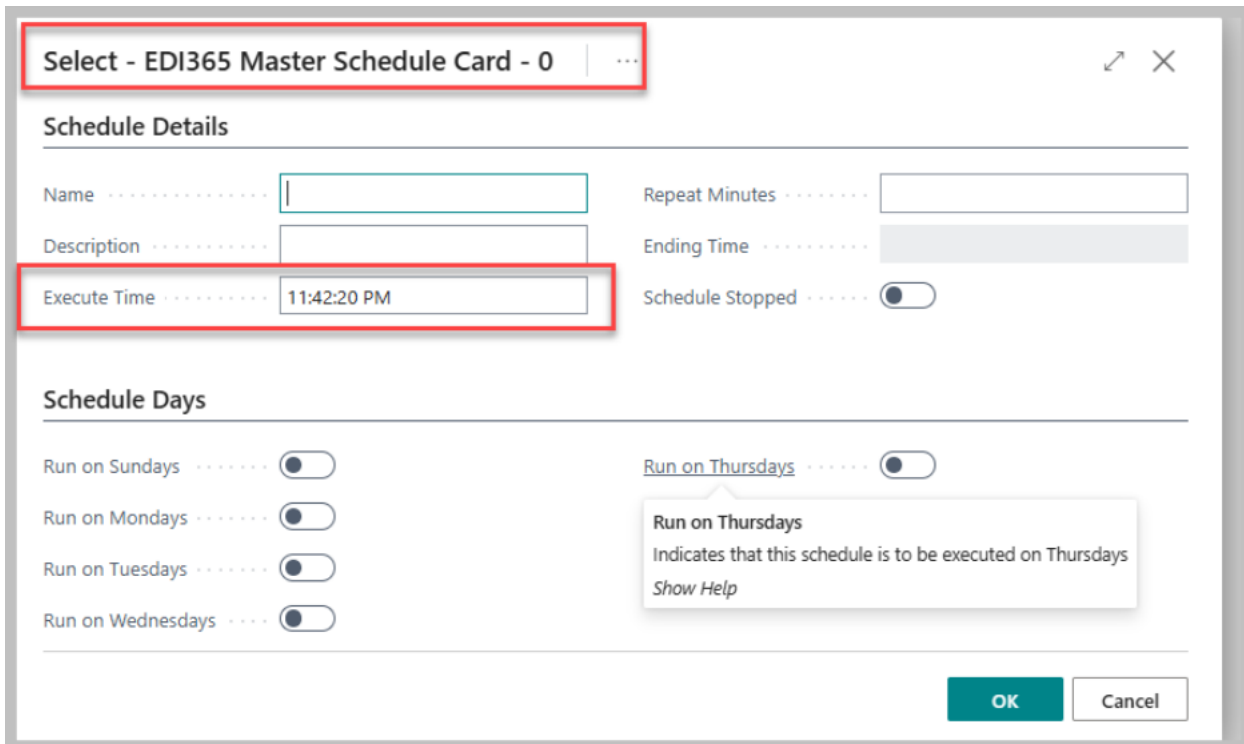 Select - EDI365 Master Schedule Card - 0
Schedule Details
Name
Description
Execute Time 11:42:20 PM
Repeat Minutes
Ending Time
Schedule Stopped
Schedule Days
Run on Sundays
Run on Mondays
Run on Tuesdays
Run on Wednesdays
Run on Thursdays
Run on Thursdays
Indicates that this schedule is to be executed on Thursdays
Show Help
OK
Cancel